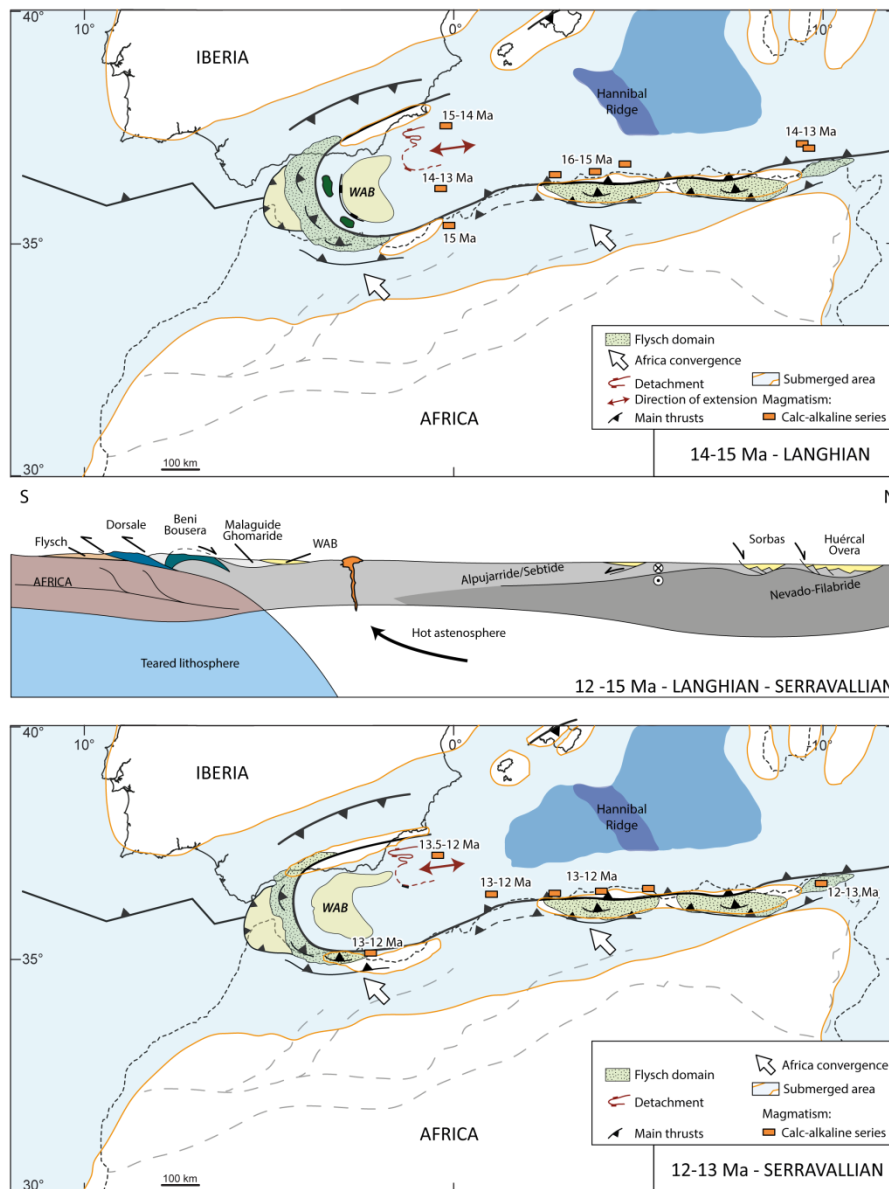 40°
10°
0°
10°
IBERIA
Hannibal
Ridge
15-14 Ma
14-13 Ma
16-15 Ma
WAB
14-13 Ma
15 Ma
35°
Flysch domain
Africa convergence
Detachment
Submerged area
Direction of extension
Magmatism:
Main thrusts
Calc-alkaline series
AFRICA
30°
100 km
14-15 Ma - LANGHIAN
S
N
Flysch
Dorsale
Beni
Bousera
Malaguide
Ghomaride
WAB
Sorbas
Huércal
Overa
AFRICA
Alpujarride/Sebtide
Nevado-Filabride
Hot astenosphere
Teared lithosphere
12 -15 Ma - LANGHIAN - SERRAVALLIAN
40°
10°
0°
10°
IBERIA
Hannibal
Ridge
13.5-12 Ma
13-12 Ma
13-12 Ma
12-13 Ma
WAB
13-12 Ma
35°
Flysch domain
Africa convergence
Detachment
Submerged area
Magmatism:
Main thrusts
Calc-alkaline series
AFRICA
30°
100 km
12-13 Ma - SERRAVALLIAN